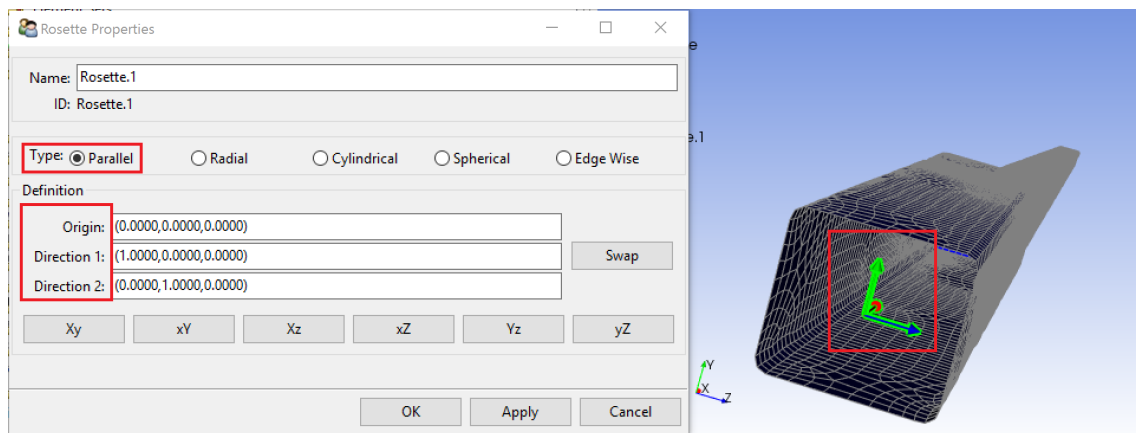 Rosette Properties
e
Name: Rosette.1
ID: Rosette.1
e.1
Type: Parallel Radial Cylindrical Spherical Edge Wise
Definition
Origin: (0.0000,0.0000,0.0000)
Direction 1: (1.0000,0.0000,0.0000) Swap
Direction 2: (0.0000,1.0000,0.0000)
Xy xY Xz xZ Yz yZ
Y
X
Z
OK Apply Cancel